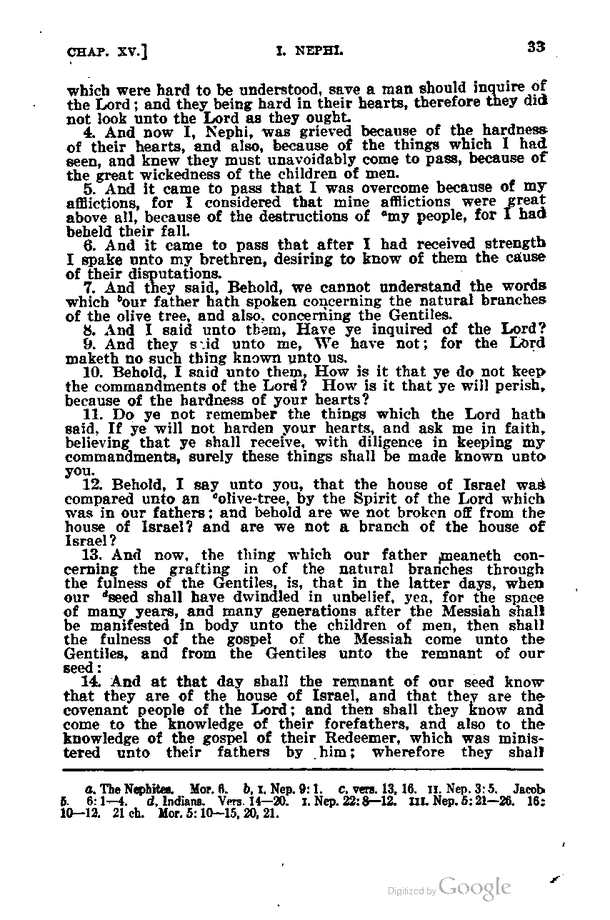 CHAP. XV.] I. NEPHI. 33
which were hard to be understood, save a man should inquire of
the Lord; and they being hard in their hearts, therefore they did
not look unto the Lord as they ought.
4. And now I, Nephi, was grieved because of the hardness
of their hearts, and also, because of the things which I had
seen, and knew they must unavoidably come to pass, because of
the great wickedness of the children of men.
5. And it came to pass that I was overcome because of my
afflictions, for I considered that mine afflictions were great
above all, because of the destructions of ᵃmy people, for I had
beheld their fall.
6. And it came to pass that after I had received strength
I spake unto my brethren, desiring to know of them the cause
of their disputations.
7. And they said, Behold, we cannot understand the words
which ᵇour father hath spoken concerning the natural branches
of the olive tree, and also, concerning the Gentiles.
8. And I said unto them, Have ye inquired of the Lord?
9. And they said unto me, We have not; for the Lord
maketh no such thing known unto us.
10. Behold, I said unto them, How is it that ye do not keep
the commandments of the Lord? How is it that ye will perish,
because of the hardness of your hearts?
11. Do ye not remember the things which the Lord hath
said, If ye will not harden your hearts, and ask me in faith,
believing that ye shall receive, with diligence in keeping my
commandments, surely these things shall be made known unto
you.
12. Behold, I say unto you, that the house of Israel was
compared unto an ᶜolive-tree, by the Spirit of the Lord which
was in our fathers; and behold are we not broken off from the
house of Israel? and are we not a branch of the house of
Israel?
13. And now, the thing which our father meaneth con-
cerning the grafting in of the natural branches through
the fulness of the Gentiles, is, that in the latter days, when
our ᵈseed shall have dwindled in unbelief, yea, for the space
of many years, and many generations after the Messiah shall
be manifested in body unto the children of men, then shall
the fulness of the gospel of the Messiah come unto the
Gentiles, and from the Gentiles unto the remnant of our
seed:
14. And at that day shall the remnant of our seed know
that they are of the house of Israel, and that they are the
covenant people of the Lord; and then shall they know and
come to the knowledge of their forefathers, and also to the
knowledge of the gospel of their Redeemer, which was minis-
tered unto their fathers by him; wherefore they shall
a. The Nephites. Mor. 6. b, I. Nep. 9:1. c, vers. 13, 16. II. Nep. 3:5. Jacob
5. 6:1—4. d, Indians. Vers. 14—20. I. Nep. 22:8—12. III. Nep. 5:21—26. 16:
10—12. 21 ch. Mor. 5:10—15, 20, 21.
Digitized by Google